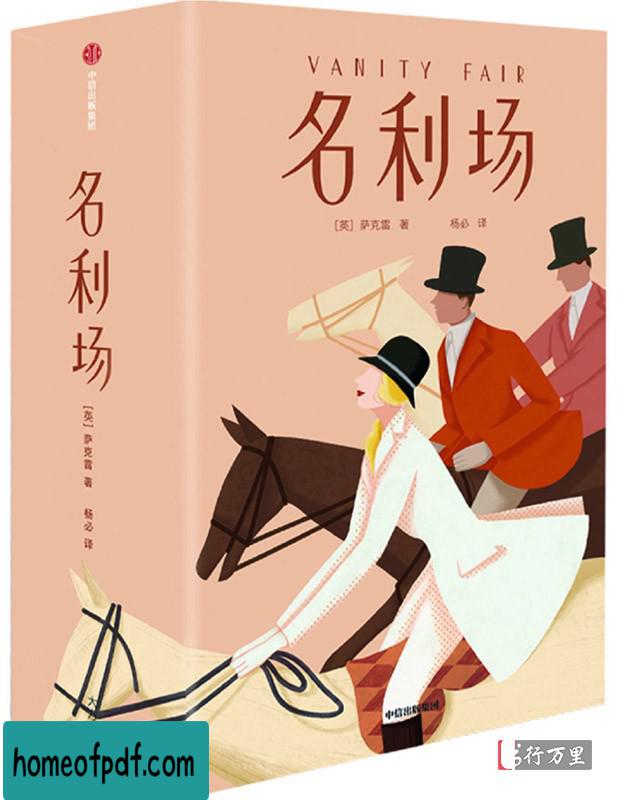 中信出版集团
名利场
[英] 萨克雷 著
杨必 译
VANITY FAIR
名利场
[英] 萨克雷 著 杨必 译
中信出版集团
homeofpdf.com
行万里